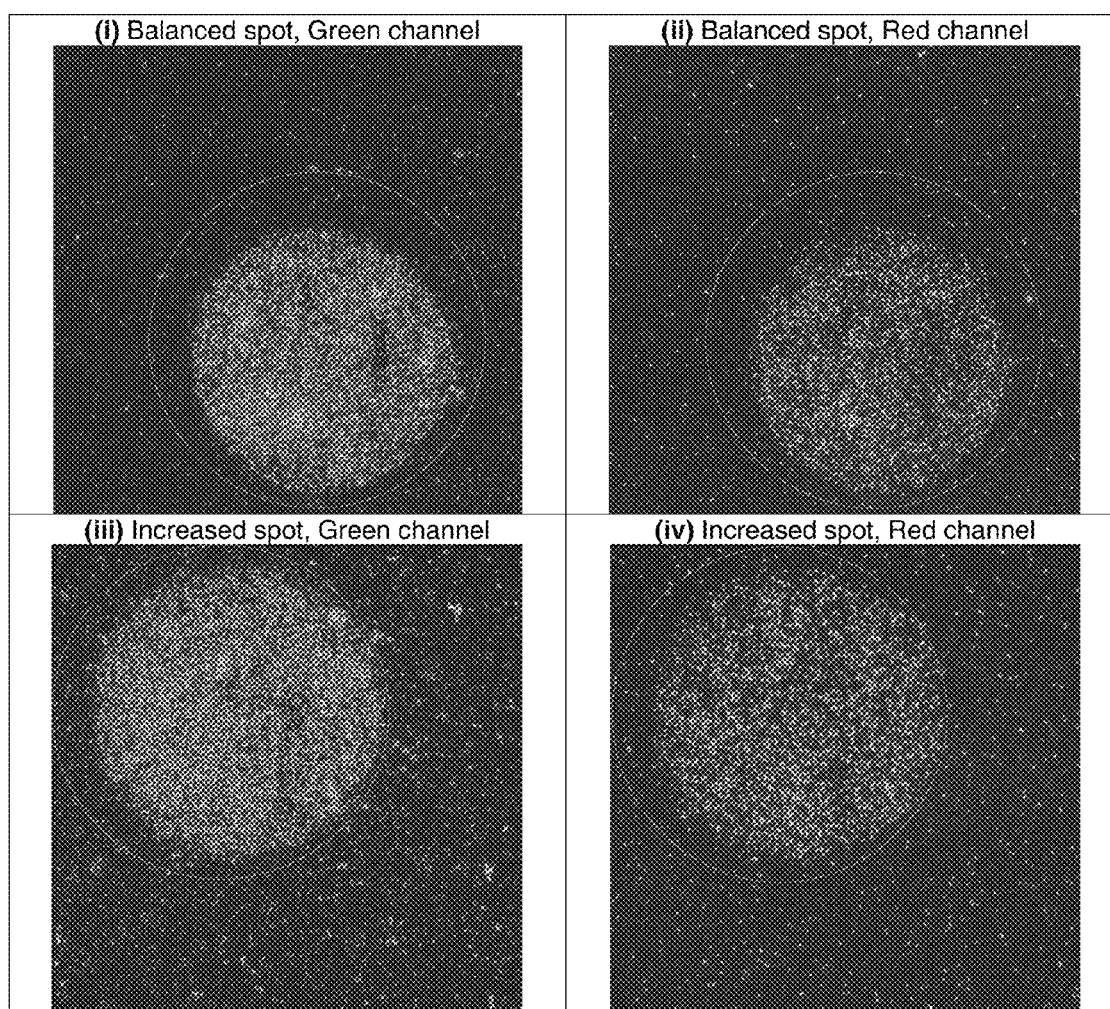 (i) Balanced spot, Green channel
(ii) Balanced spot, Red channel
(iii) Increased spot, Green channel
(iv) Increased spot, Red channel